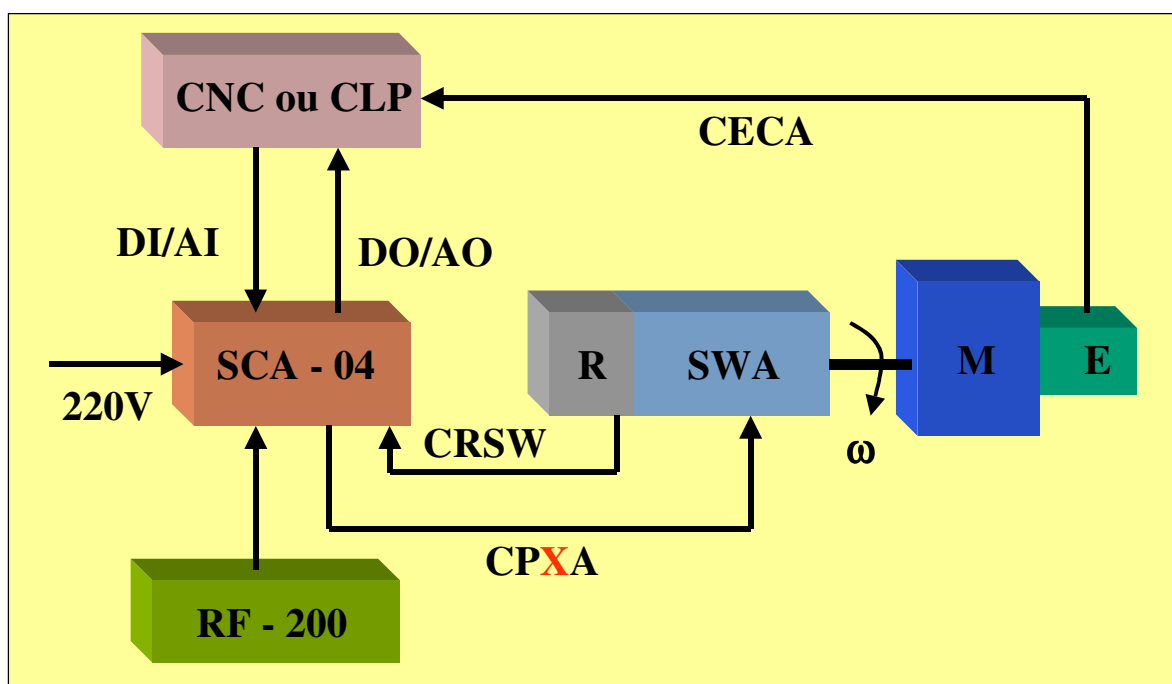 CNC ou CLP
CECA
DI/AI
DO/AO
SCA - 04
R
SWA
M
E
220V
CRSW
ω
CPXA
RF - 200